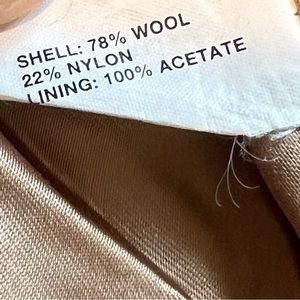 SHELL: 78% WOOL
22% NYLON
LINING: 100% ACETATE